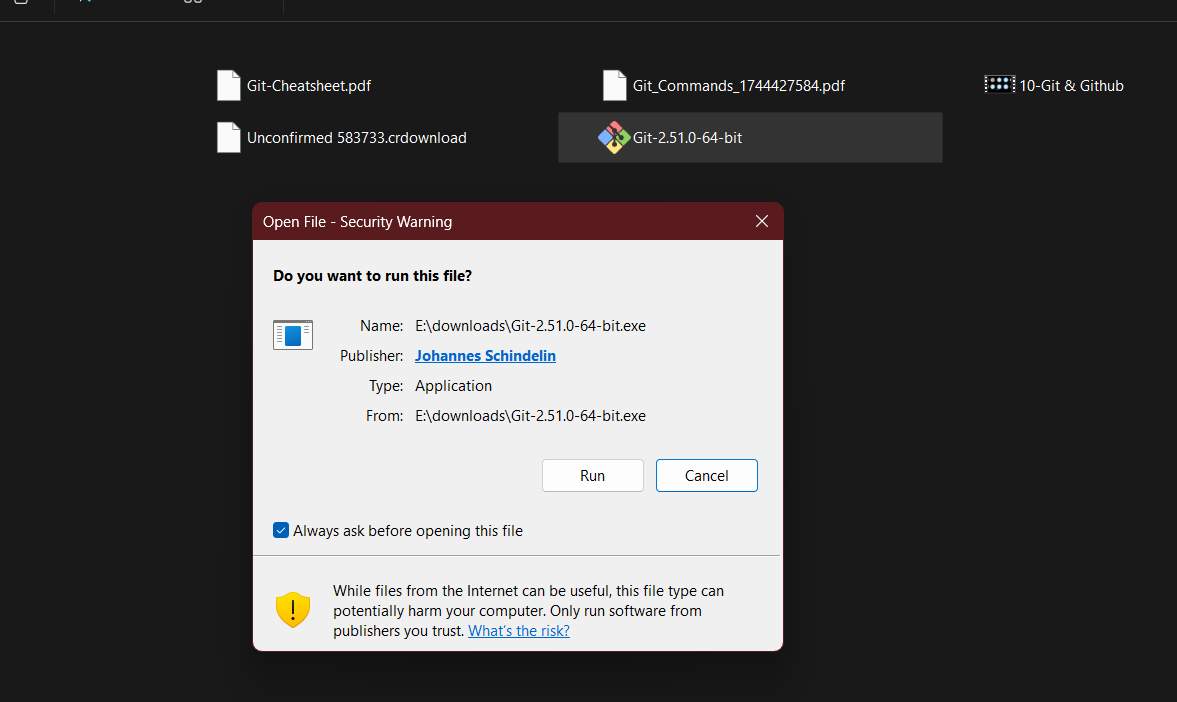 Git-Cheatsheet.pdf
Git_Commands_1744427584.pdf
10-Git & Github
Unconfirmed 583733.crdownload
Git-2.51.0-64-bit
Open File - Security Warning
Do you want to run this file?
Name: E:\downloads\Git-2.51.0-64-bit.exe
Publisher: Johannes Schindelin
Type: Application
From: E:\downloads\Git-2.51.0-64-bit.exe
Run
Cancel
Always ask before opening this file
While files from the Internet can be useful, this file type can
potentially harm your computer. Only run software from
publishers you trust. What's the risk?